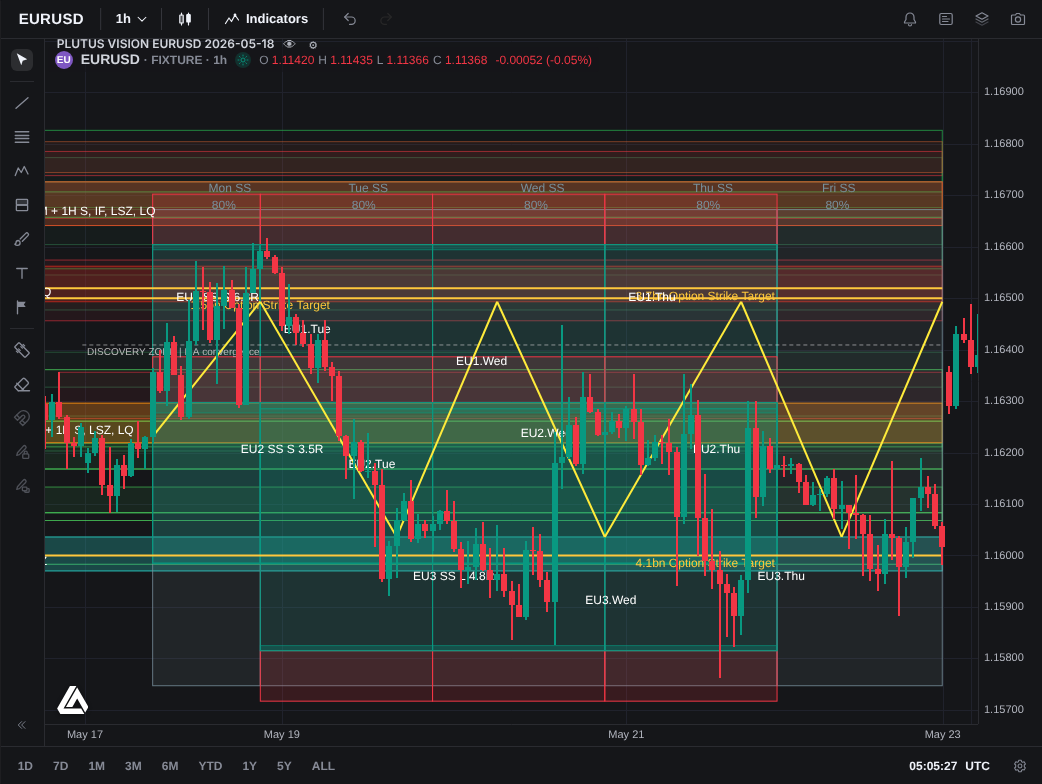 EURUSD 1h Indicators
PLUTUS VISION EURUSD 2026-05-18
EU EURUSD · FIXTURE · 1h O 1.11420 H 1.11435 L 1.11366 C 1.11368 -0.00052 (-0.05%)
1.16900
1.16800
Mon SS Tue SS Wed SS Thu SS Fri SS
1.16700
80% 80% 80% 80% 80%
+ 1H S, IF, LSZ, LQ
1.16600
1.16500
EU1.Thu Option Strike Target
Option Strike Target
EU1.Tue
DISCOVERY convergence
1.16400
EU1.Wed
1.16300
LSZ, LQ
EU2.Wed
1.16200
EU2 SS S 3.5R
EU2.Thu
EU2.Tue
1.16100
1.16000
4.1bn Option Strike Target
EU3 SS 4.8
EU3.Thu
EU3.Wed
1.15900
1.15800
1.15700
May 17 May 19 May 21 May 23
1D 7D 1M 3M 6M YTD 1Y 5Y ALL 05:05:27 UTC